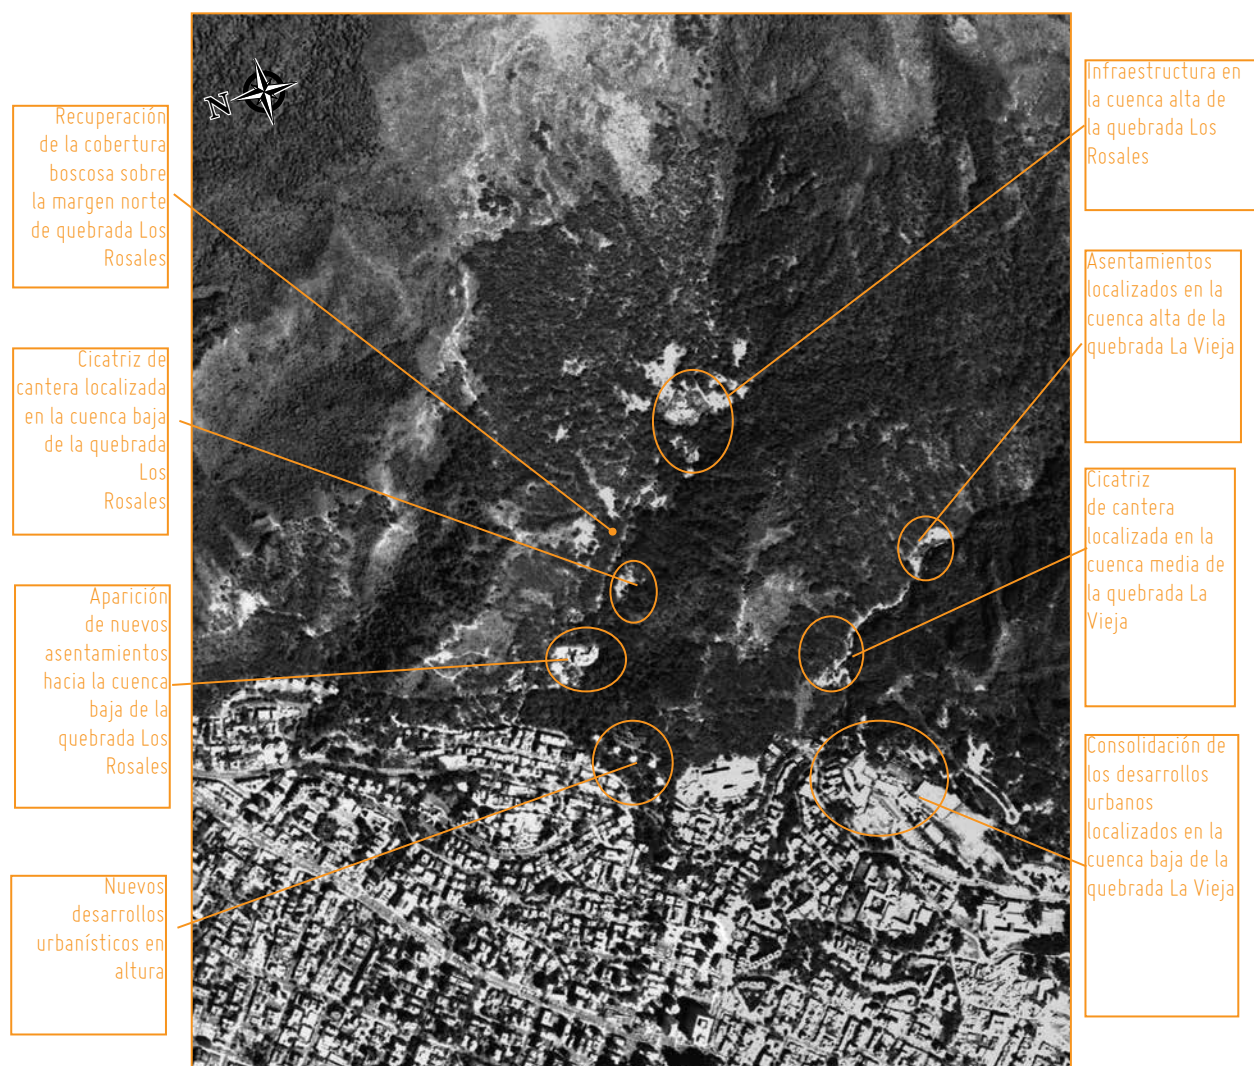 N
Recuperación
de la cobertura
boscosa sobre
la margen norte
de quebrada Los
Rosales
Cicatriz de
cantera localizada
en la cuenca baja
de la quebrada
Los
Rosales
Aparición
de nuevos
asentamientos
hacia la cuenca
baja de la
quebrada Los
Rosales
Nuevos
desarrollos
urbanísticos en
altura
Infraestructura en
la cuenca alta de
la quebrada Los
Rosales
Asentamientos
localizados en la
cuenca alta de la
quebrada La Vieja
Cicatriz
de cantera
localizada en la
cuenca media de
la quebrada La
Vieja
Consolidación de
los desarrollos
urbanos
localizados en la
cuenca baja de la
quebrada La Vieja